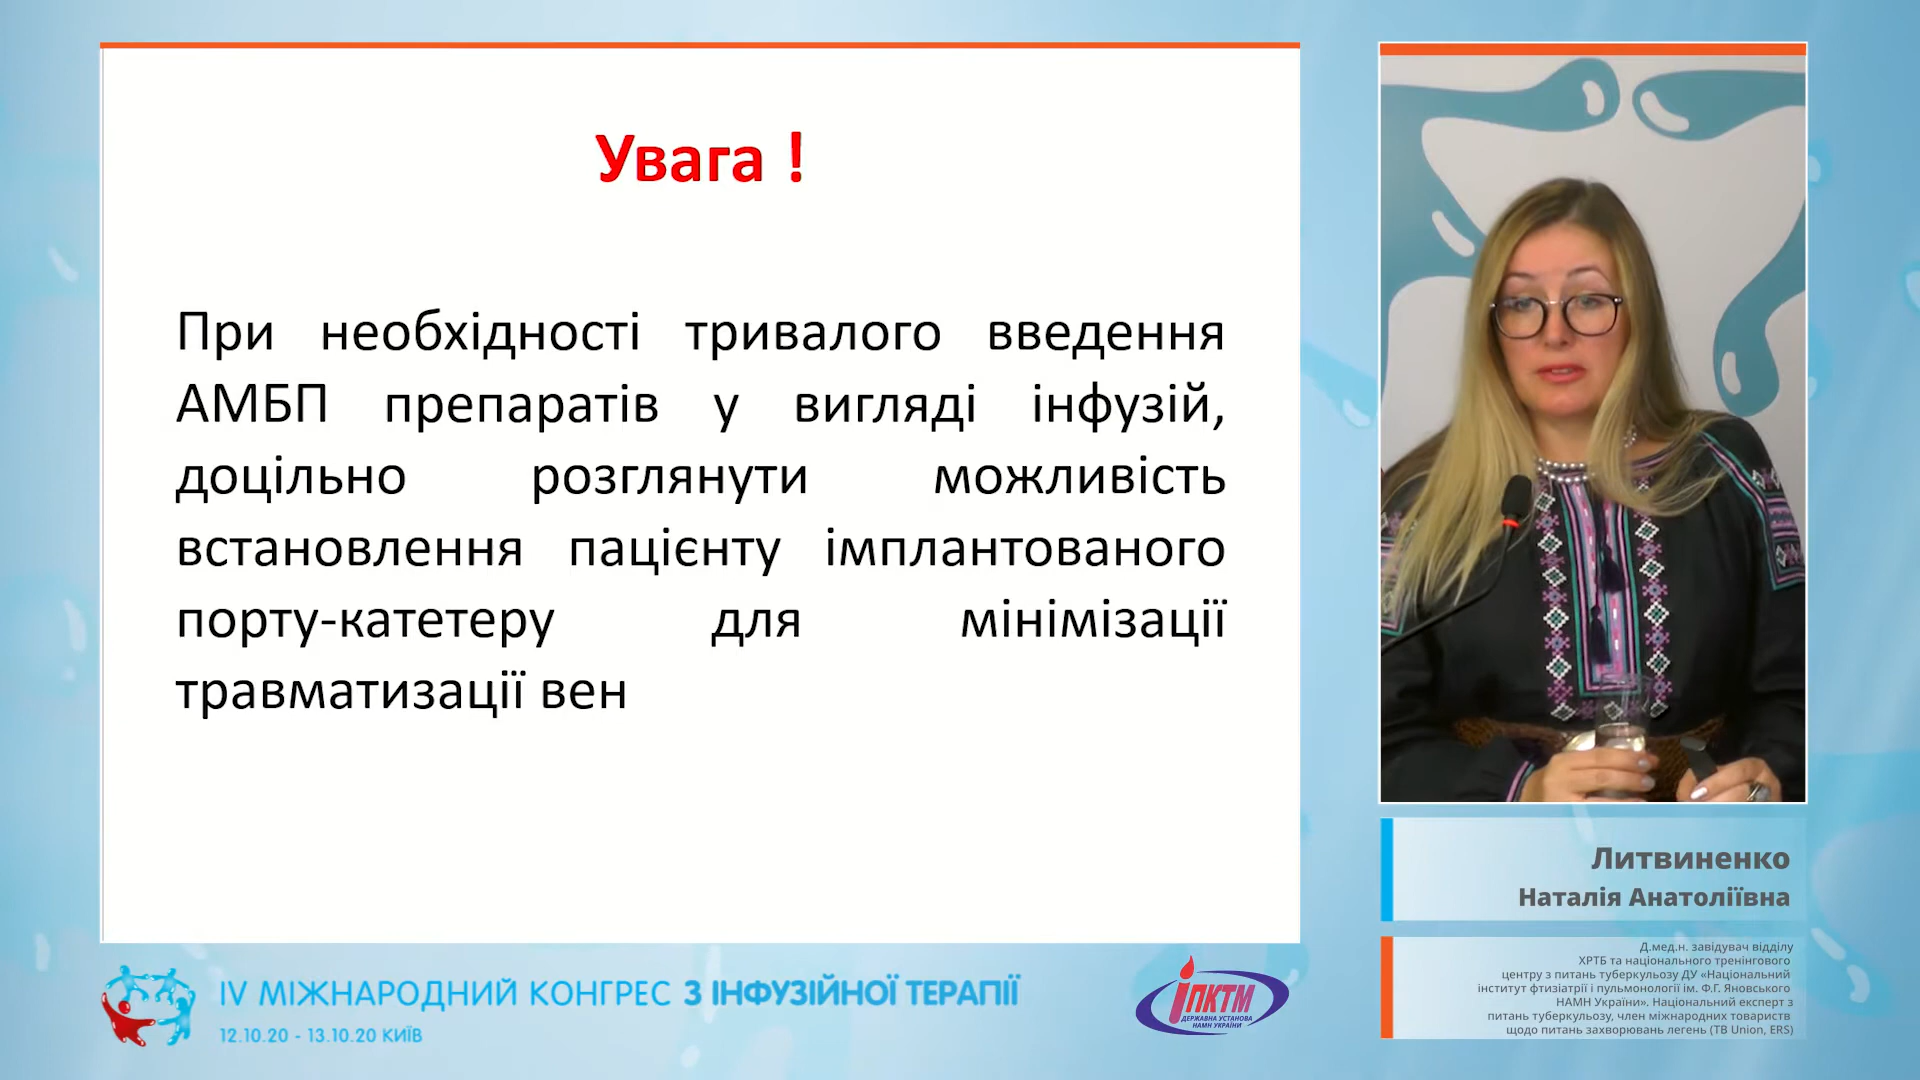 Увага !
При необхідності тривалого введення
АМБП препаратів у вигляді інфузій,
доцільно розглянути можливість
встановлення пацієнту імплантованого
порту-катетеру для мінімізації
травматизації вен
Литвиненко
Наталія Анатоліївна
Д.мед.н. завідувач відділу
ХРТБ та національного тренінгового
центру з питань туберкульозу ДУ «Національний
інститут фтизіатрії і пульмонології ім. Ф.Г. Яновського
НАМН України». Національний експерт з
питань туберкульозу, член міжнародних товариств
щодо питань захворювань легень (TB Union, ERS)
IV МІЖНАРОДНИЙ КОНГРЕС З ІНФУЗІЙНОЇ ТЕРАПІЇ
12.10.20 - 13.10.20 КИЇВ
ІПКТМ
ДЕРЖАВНА УСТАНОВА
НАМН УКРАЇНИ